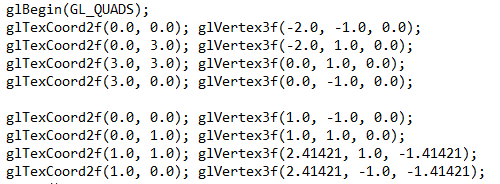 glBegin(GL_QUADS);
glTexCoord2f(0.0, 0.0); glVertex3f(-2.0, -1.0, 0.0);
glTexCoord2f(0.0, 3.0); glVertex3f(-2.0, 1.0, 0.0);
glTexCoord2f(3.0, 3.0); glVertex3f(0.0, 1.0, 0.0);
glTexCoord2f(3.0, 0.0); glVertex3f(0.0, -1.0, 0.0);

glTexCoord2f(0.0, 0.0); glVertex3f(1.0, -1.0, 0.0);
glTexCoord2f(0.0, 1.0); glVertex3f(1.0, 1.0, 0.0);
glTexCoord2f(1.0, 1.0); glVertex3f(2.41421, 1.0, -1.41421);
glTexCoord2f(1.0, 0.0); glVertex3f(2.41421, -1.0, -1.41421);